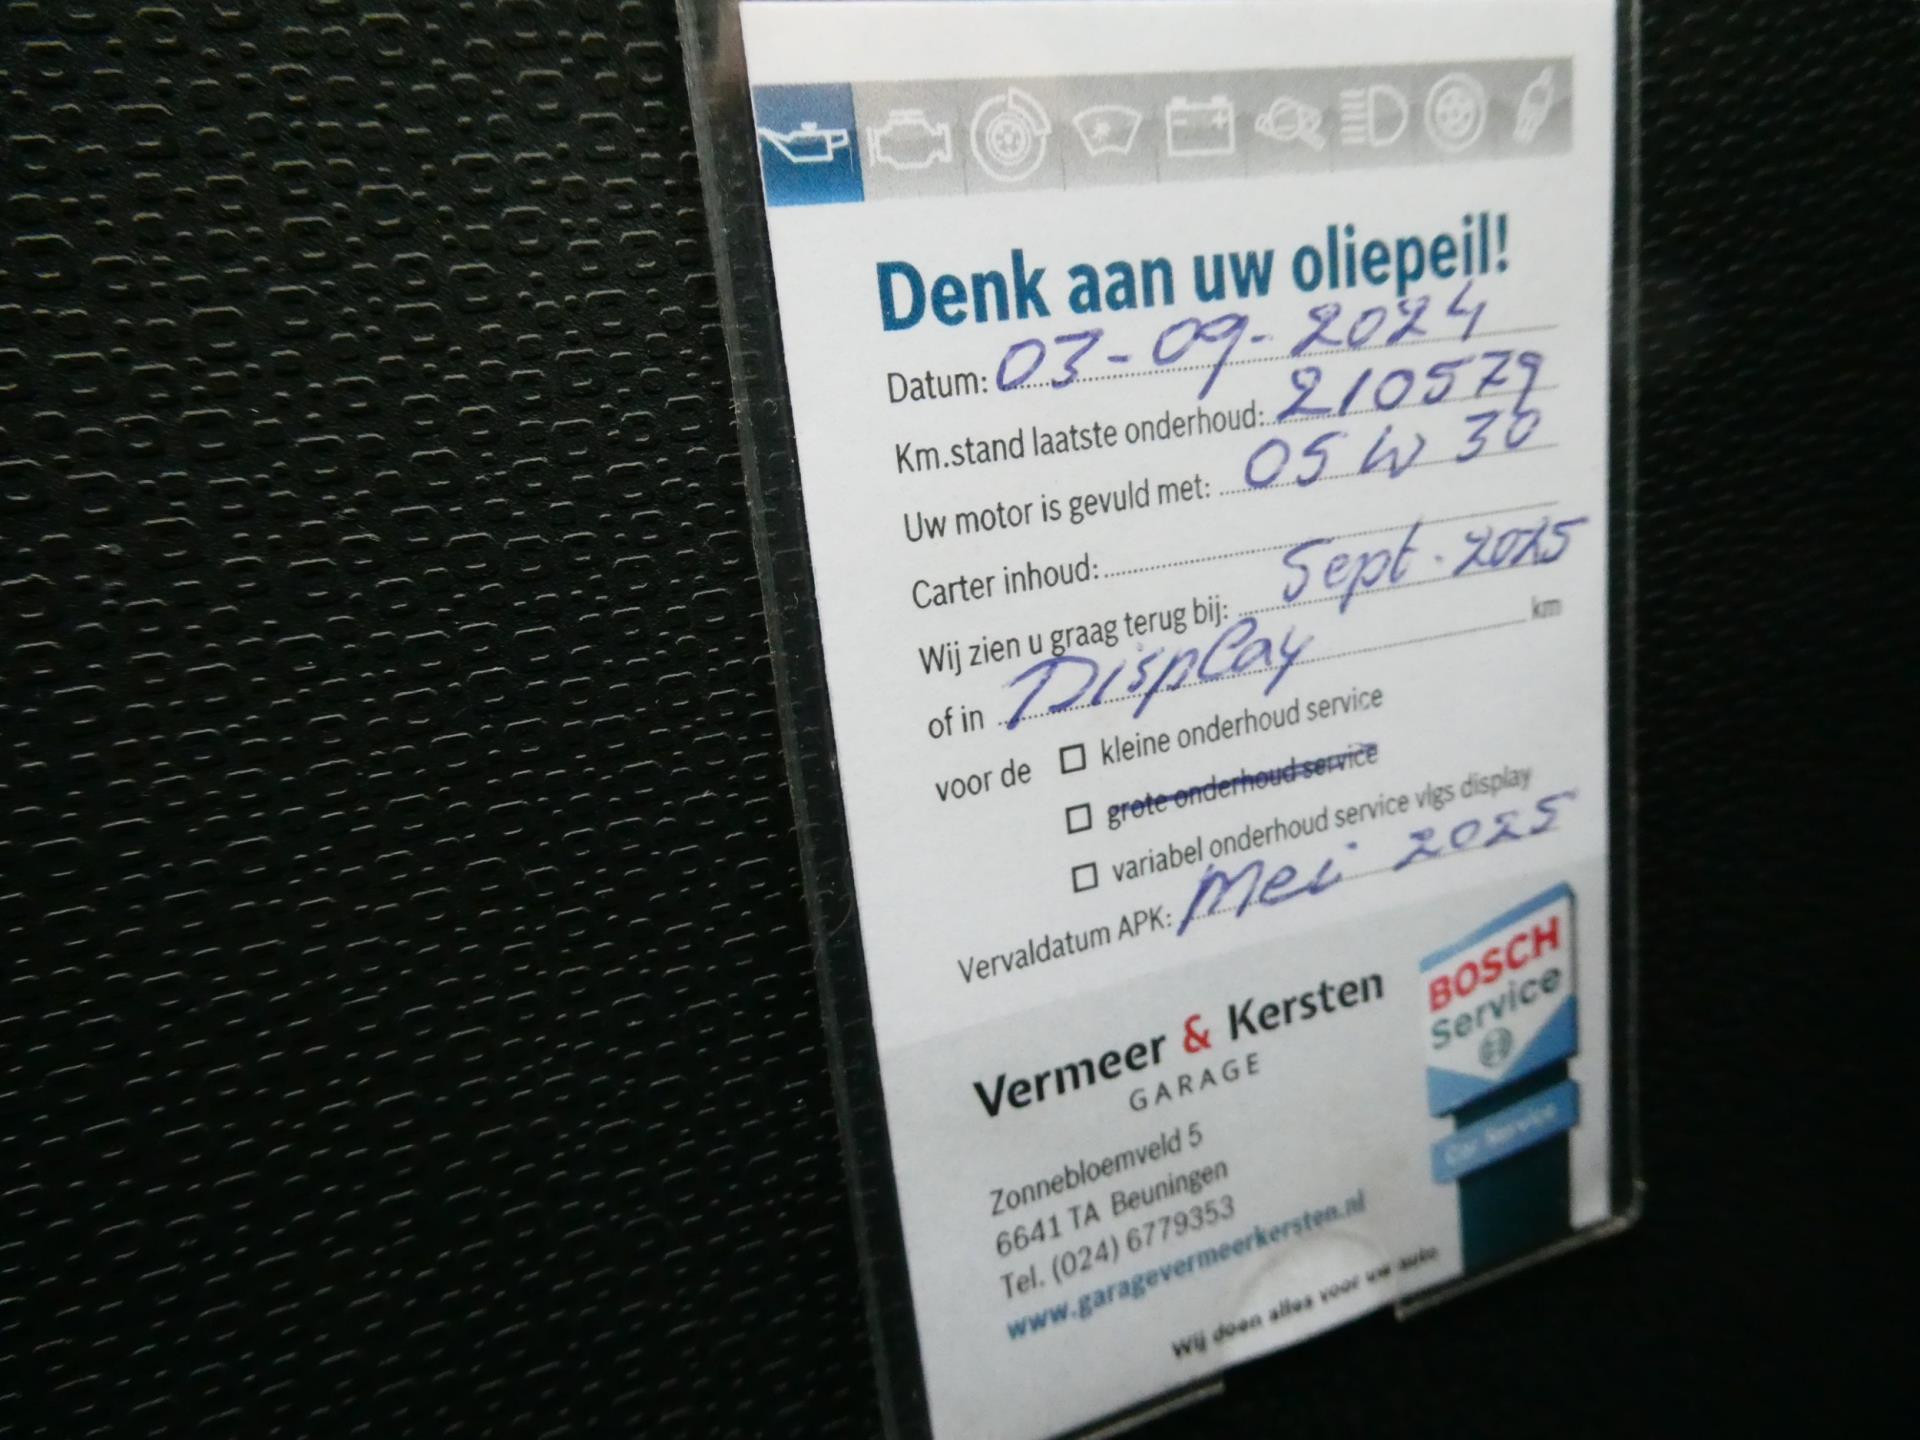 Denk aan uw oliepeil!
Datum: 03-09-2024
Km.stand laatste onderhoud: 210579
Uw motor is gevuld met: 05 W 30
Carter inhoud:
Wij zien u graag terug bij: Sept. 2025
of in Display km
voor de kleine onderhoud service
grote onderhoud service
variabel onderhoud service vlgs display
Vervaldatum APK: Mei 2025
Vermeer & Kersten
GARAGE
BOSCH
Service
Car Service
Zonnebloemveld 5
6641 TA Beuningen
Tel. (024) 6779353
www.garagevermeerkersten.nl
Wij doen alles voor uw auto